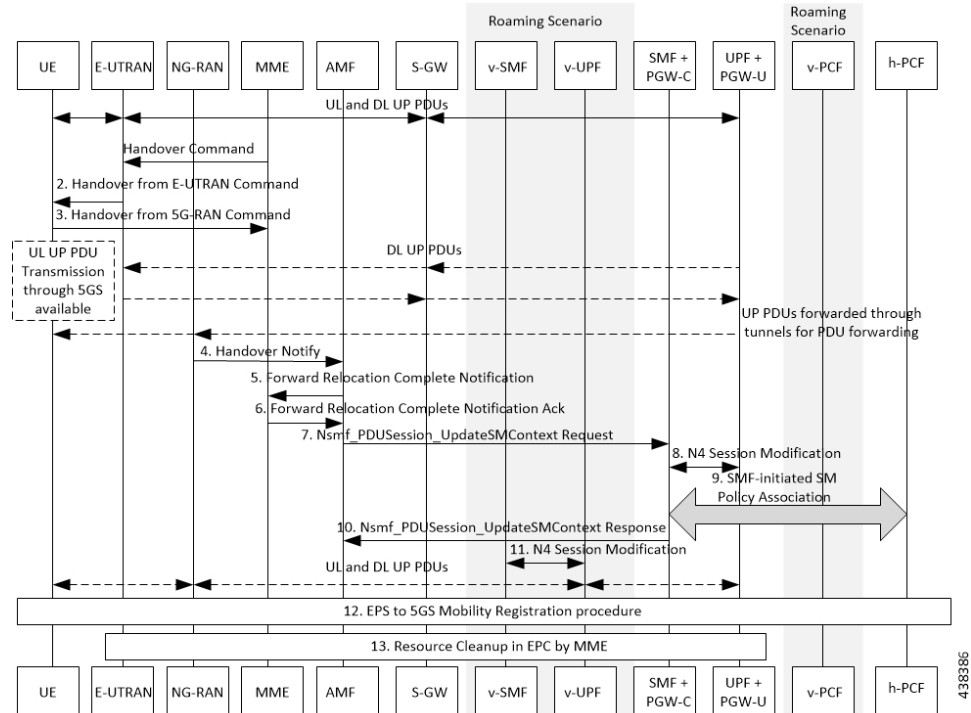 Roaming Scenario
Roaming
Scenario
UE
E-UTRAN
NG-RAN
MME
AMF
S-GW
v-SMF
v-UPF
SMF +
PGW-C
UPF +
PGW-U
v-PCF
h-PCF
UL and DL UP PDUs
Handover Command
2. Handover from E-UTRAN Command
3. Handover from 5G-RAN Command
UL UP PDU
Transmission
through 5GS
available
DL UP PDUs
UP PDUs forwarded through
tunnels for PDU forwarding
4. Handover Notify
5. Forward Relocation Complete Notification
6. Forward Relocation Complete Notification Ack
7. Nsmf_PDUSession_UpdateSMContext Request
8. N4 Session Modification
9. SMF-initiated SM
Policy Association
10. Nsmf_PDUSession_UpdateSMContext Response
11. N4 Session Modification
UL and DL UP PDUs
12. EPS to 5GS Mobility Registration procedure
13. Resource Cleanup in EPC by MME
UE
E-UTRAN
NG-RAN
MME
AMF
S-GW
v-SMF
v-UPF
SMF +
PGW-C
UPF +
PGW-U
v-PCF
h-PCF
438386